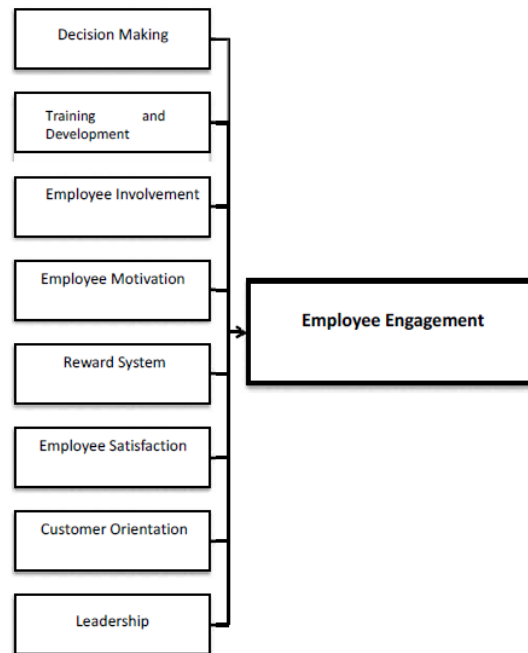 Decision Making
Training and
Development
Employee Involvement
Employee Motivation
Employee Engagement
Reward System
Employee Satisfaction
Customer Orientation
Leadership